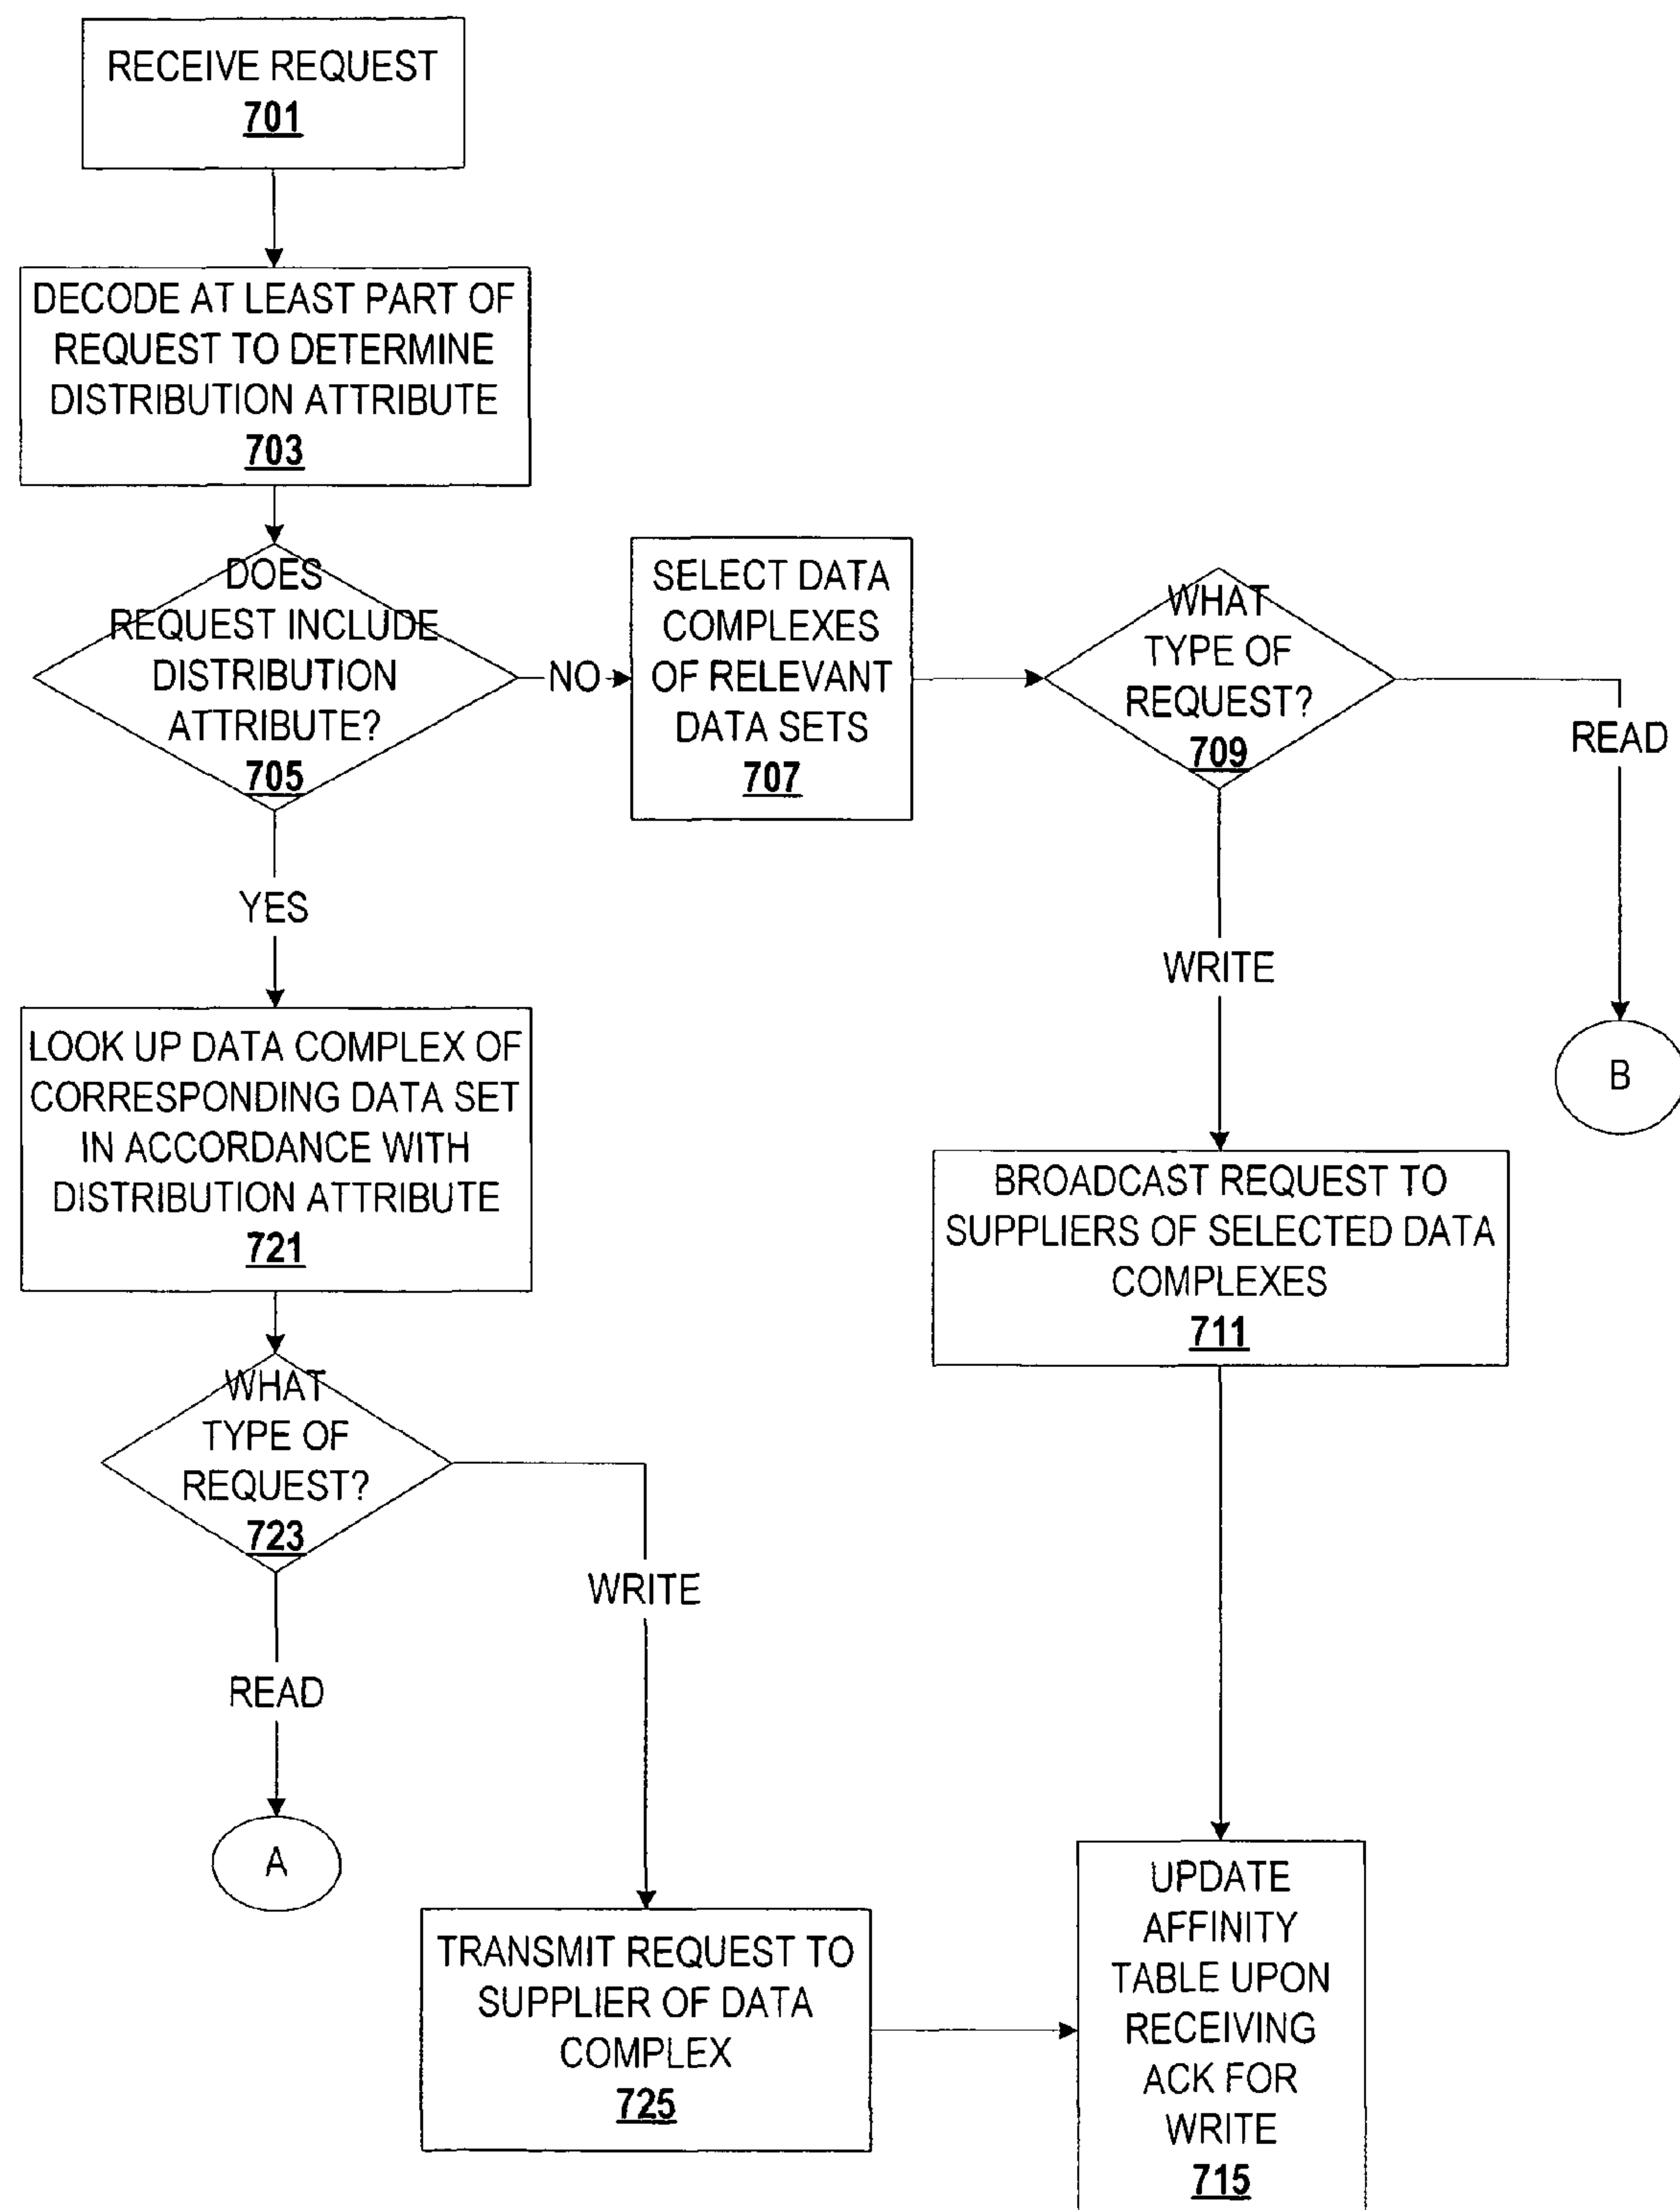 RECEIVE REQUEST
701
DECODE AT LEAST PART OF
REQUEST TO DETERMINE
DISTRIBUTION ATTRIBUTE
703
DOES
REQUEST INCLUDE
DISTRIBUTION
ATTRIBUTE?
705
NO
SELECT DATA
COMPLEXES
OF RELEVANT
DATA SETS
707
WHAT
TYPE OF
REQUEST?
709
READ
B
YES
WRITE
LOOK UP DATA COMPLEX OF
CORRESPONDING DATA SET
IN ACCORDANCE WITH
DISTRIBUTION ATTRIBUTE
721
BROADCAST REQUEST TO
SUPPLIERS OF SELECTED DATA
COMPLEXES
711
WHAT
TYPE OF
REQUEST?
723
WRITE
READ
A
TRANSMIT REQUEST TO
SUPPLIER OF DATA
COMPLEX
725
UPDATE
AFFINITY
TABLE UPON
RECEIVING
ACK FOR
WRITE
715